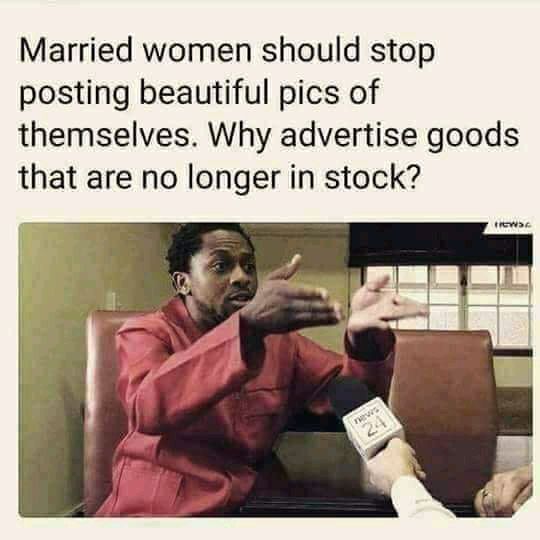 Married women should stop
posting beautiful pics of
themselves. Why advertise goods
that are no longer in stock?
news
24